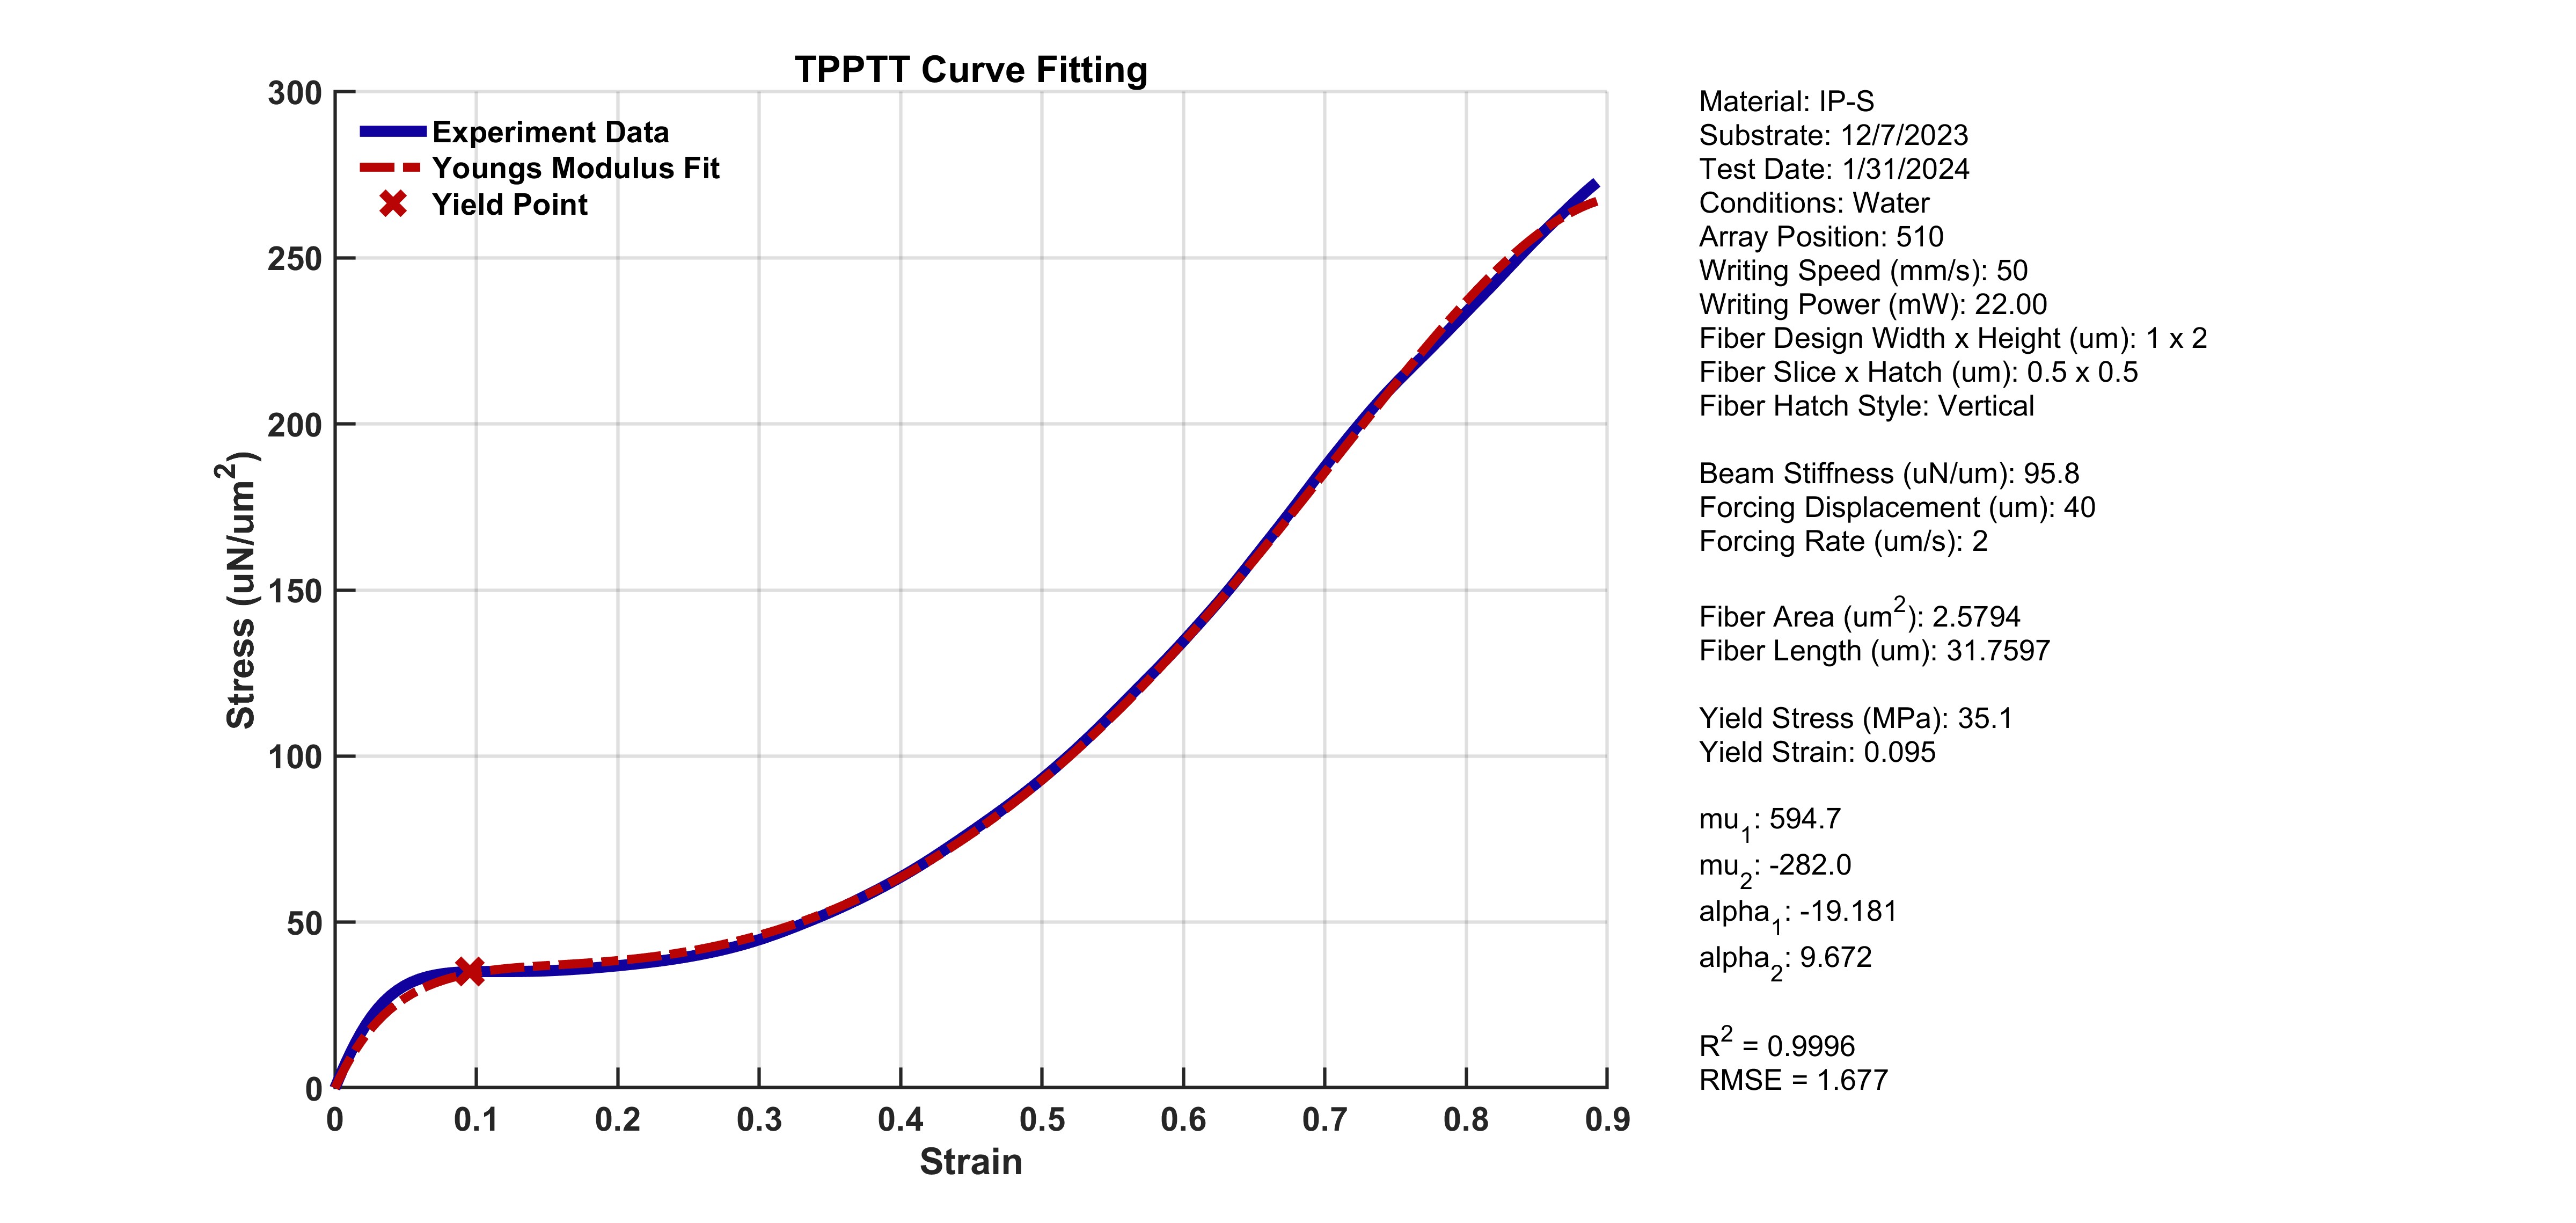 TPPTT Curve Fitting
300
250
200
150
100
50
0
Stress (uN/um²)
Experiment Data
Youngs Modulus Fit
Yield Point
0 0.1 0.2 0.3 0.4 0.5 0.6 0.7 0.8 0.9
Strain
Material: IP-S
Substrate: 12/7/2023
Test Date: 1/31/2024
Conditions: Water
Array Position: 510
Writing Speed (mm/s): 50
Writing Power (mW): 22.00
Fiber Design Width x Height (um): 1 x 2
Fiber Slice x Hatch (um): 0.5 x 0.5
Fiber Hatch Style: Vertical
Beam Stiffness (uN/um): 95.8
Forcing Displacement (um): 40
Forcing Rate (um/s): 2
Fiber Area (um²): 2.5794
Fiber Length (um): 31.7597
Yield Stress (MPa): 35.1
Yield Strain: 0.095
mu₁: 594.7
mu₂: -282.0
alpha₁: -19.181
alpha₂: 9.672
R² = 0.9996
RMSE = 1.677